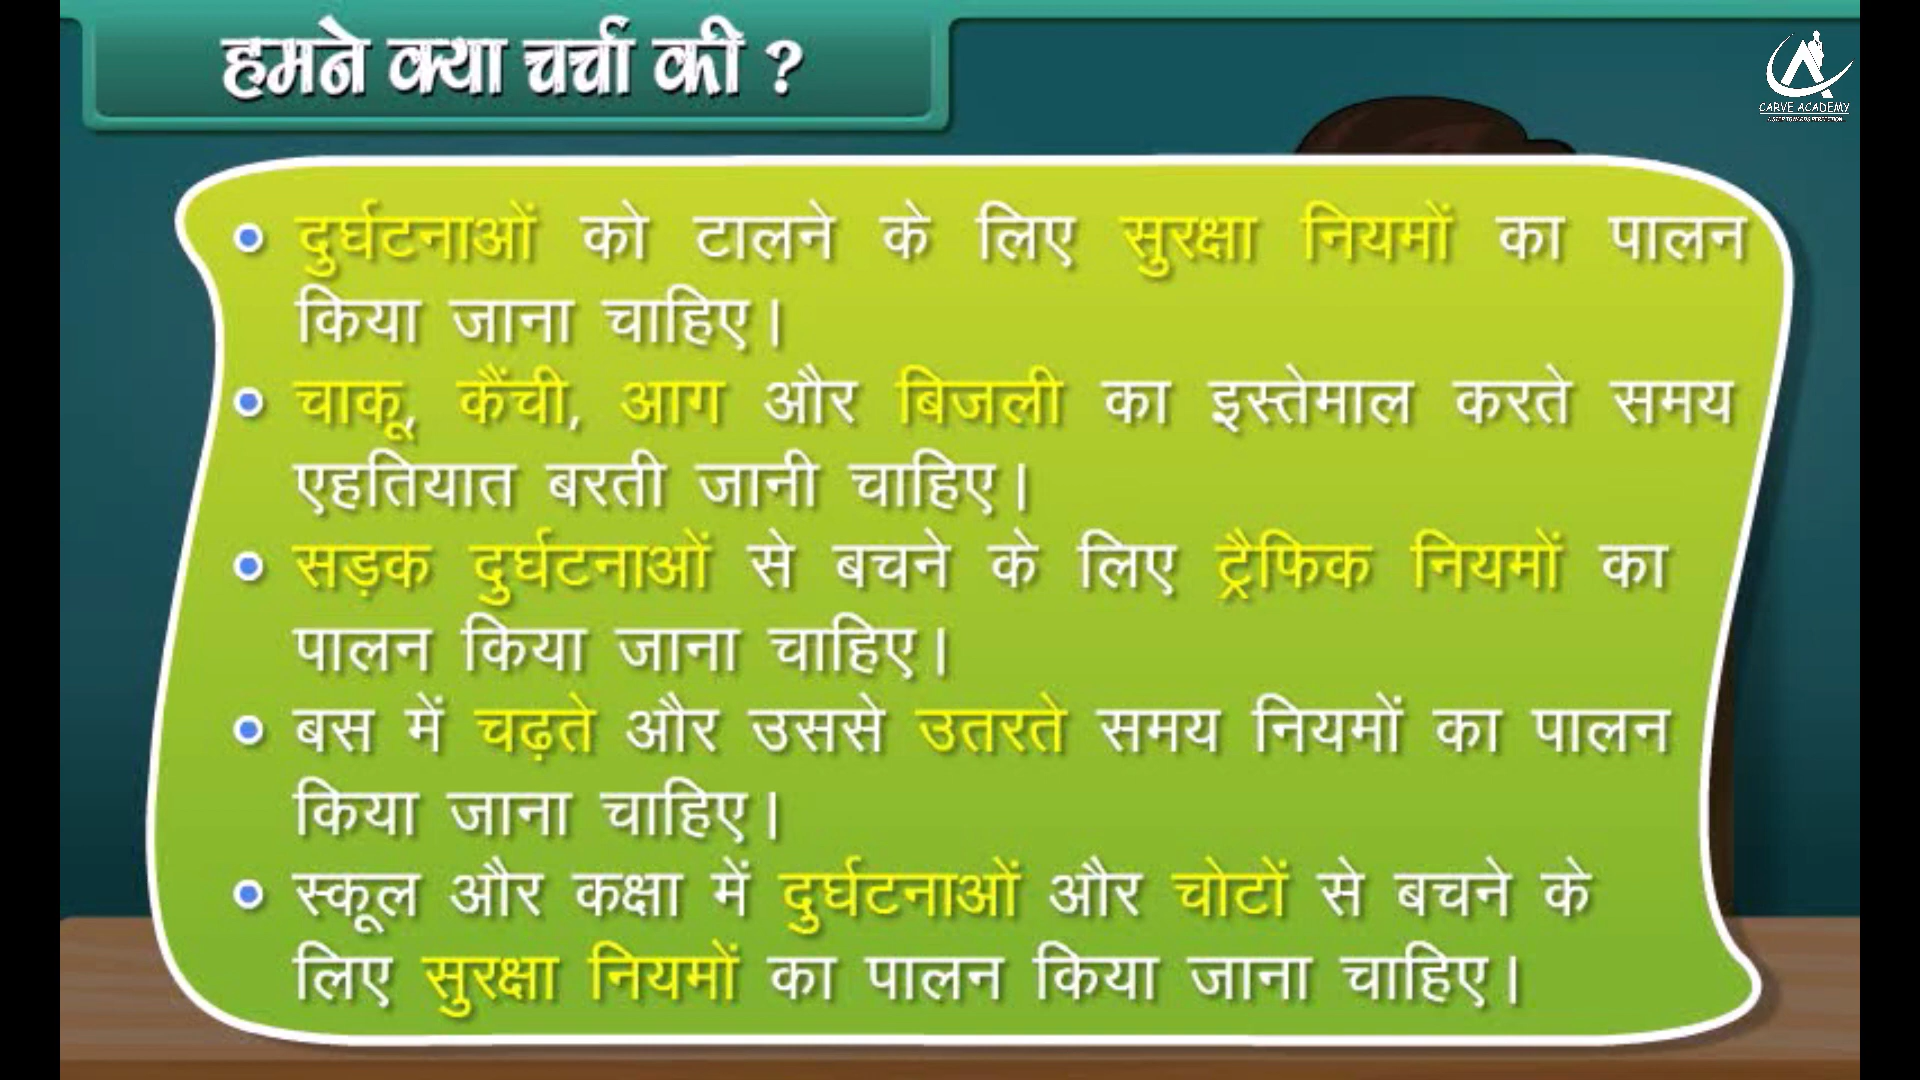 हमने क्या चर्चा की ?
CARVE ACADEMY
• दुर्घटनाओं को टालने के लिए सुरक्षा नियमों का पालन
किया जाना चाहिए।
• चाकू, कैंची, आग और बिजली का इस्तेमाल करते समय
एहतियात बरती जानी चाहिए।
• सड़क दुर्घटनाओं से बचने के लिए ट्रैफिक नियमों का
पालन किया जाना चाहिए।
• बस में चढ़ते और उससे उतरते समय नियमों का पालन
किया जाना चाहिए।
• स्कूल और कक्षा में दुर्घटनाओं और चोटों से बचने के
लिए सुरक्षा नियमों का पालन किया जाना चाहिए।